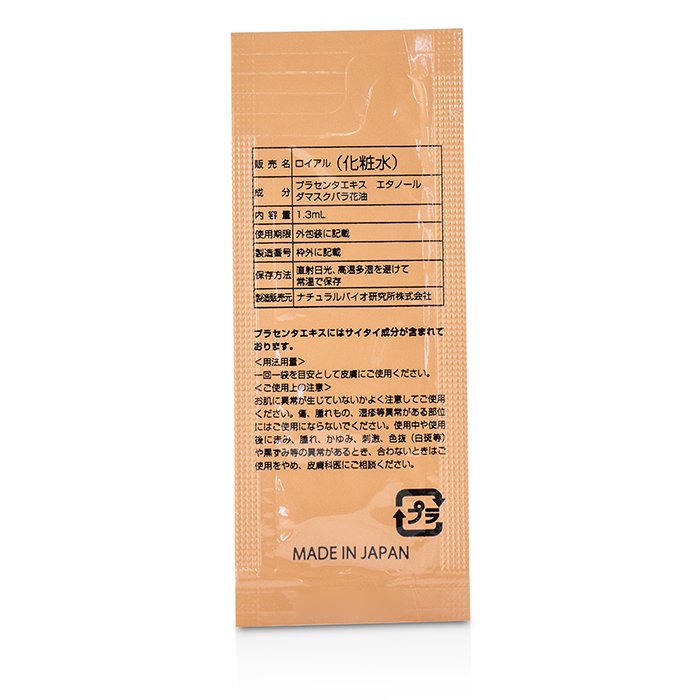 販売名 ロイアル（化粧水）
成分 プラセンタエキス エタノール
ダマスクバラ花油
内容量 1.3mL
使用期限 外包装に記載
製造番号 枠外に記載
保存方法 直射日光、高温多湿を避けて
常温で保存
製造販売元 ナチュラルバイオ研究所株式会社
プラセンタエキスにはサイタイ成分が含まれて
おります。
＜用法用量＞
一回一袋を目安として皮膚にご使用ください。
＜ご使用上の注意＞
お肌に異常が生じていないかよく注意してご使用
ください。傷、腫れもの、湿疹等異常がある部位
にはご使用にならないでください。使用中や使用
後に赤み、腫れ、かゆみ、刺激、色抜（白斑等）
や黒ずみ等の異常があるとき、合わないときはご
使用をやめ、皮膚科医にご相談ください。
プラ
MADE IN JAPAN